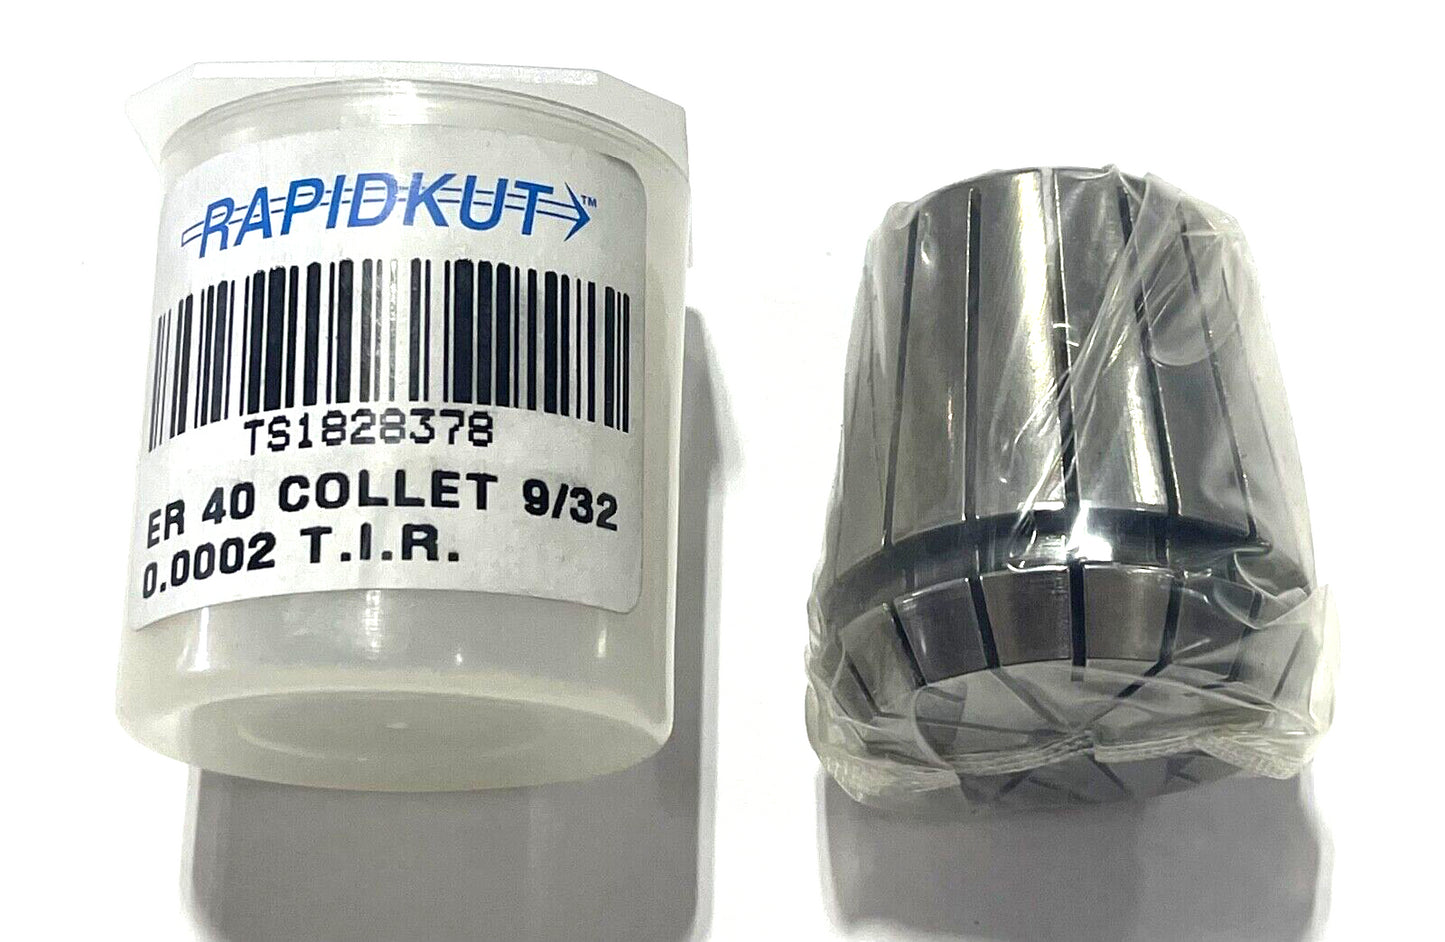 RAPIDKUT™
TS1828378
ER 40 COLLET 9/32
0.0002 T.I.R.